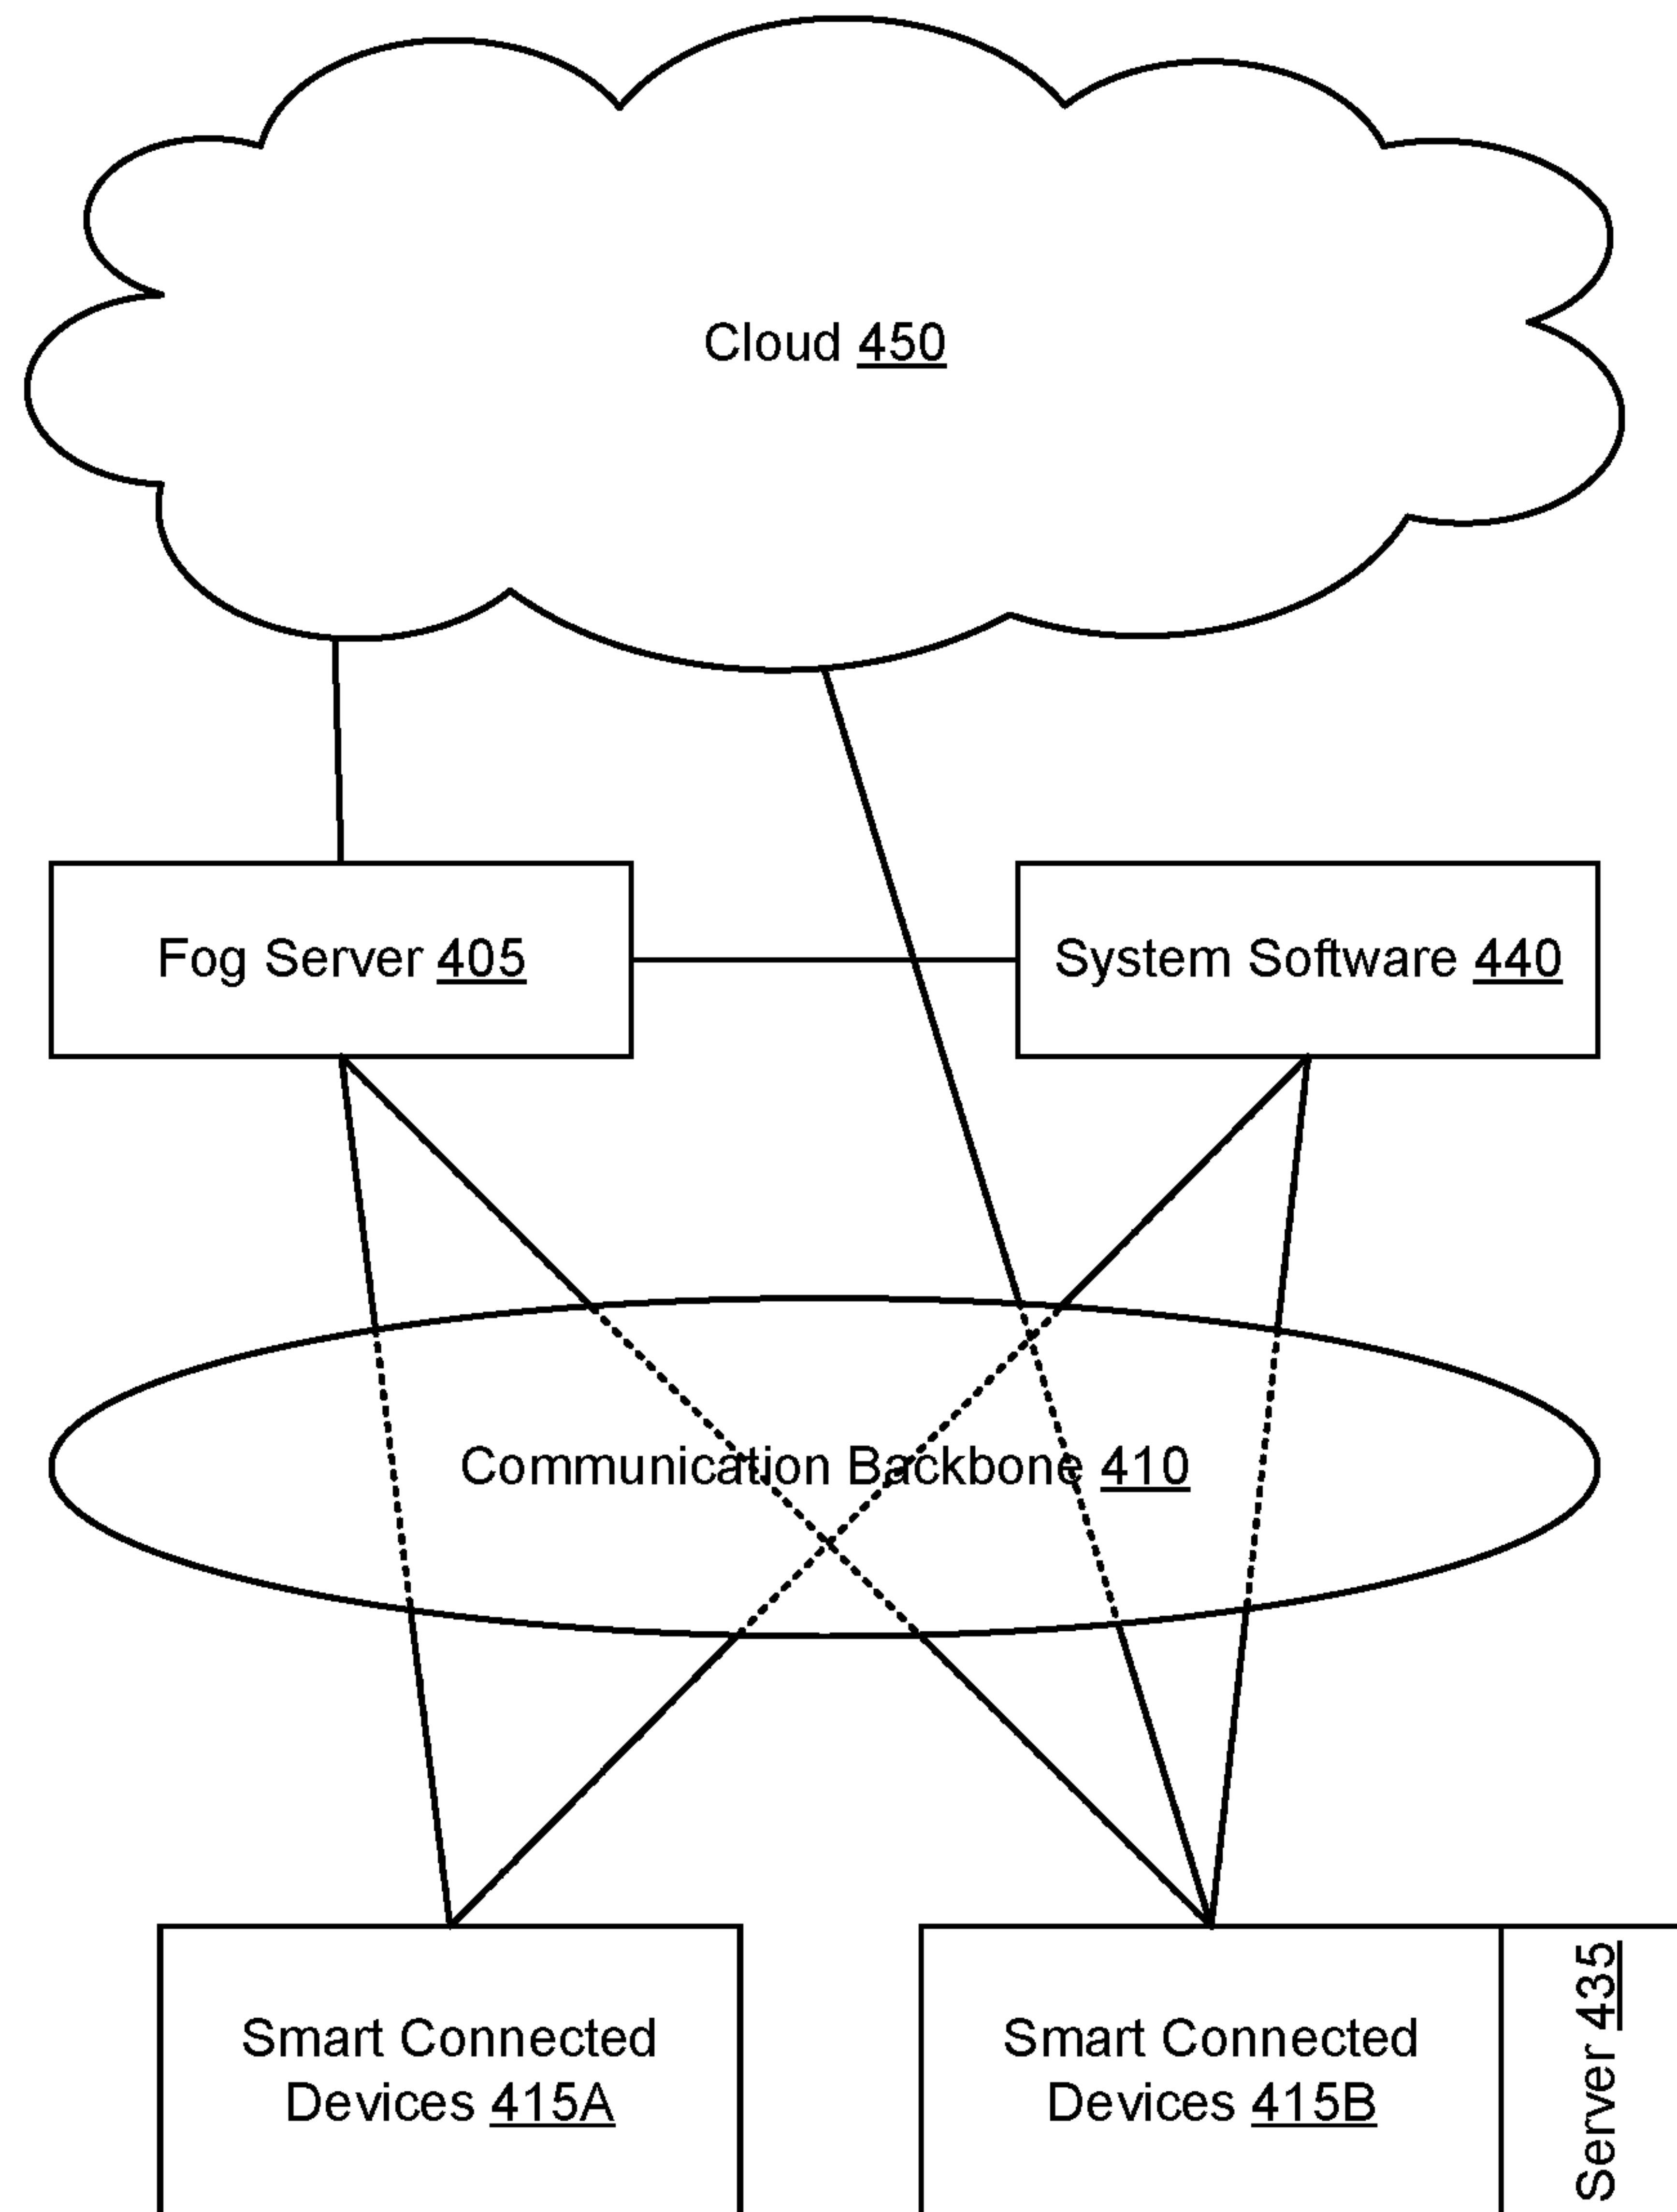 Cloud 450
Fog Server 405
System Software 440
Communication Backbone 410
Smart Connected
Devices 415A
Smart Connected
Devices 415B
Server 435